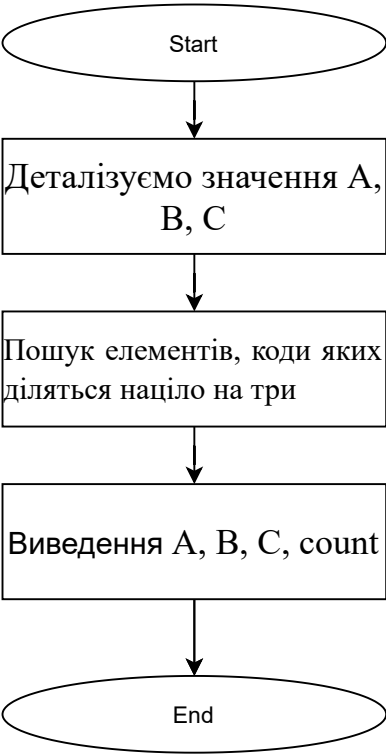 Start
Деталізуємо значення А,
В, С
Пошук елементів, коди яких
діляться націло на три
Виведення А, В, С, count
End